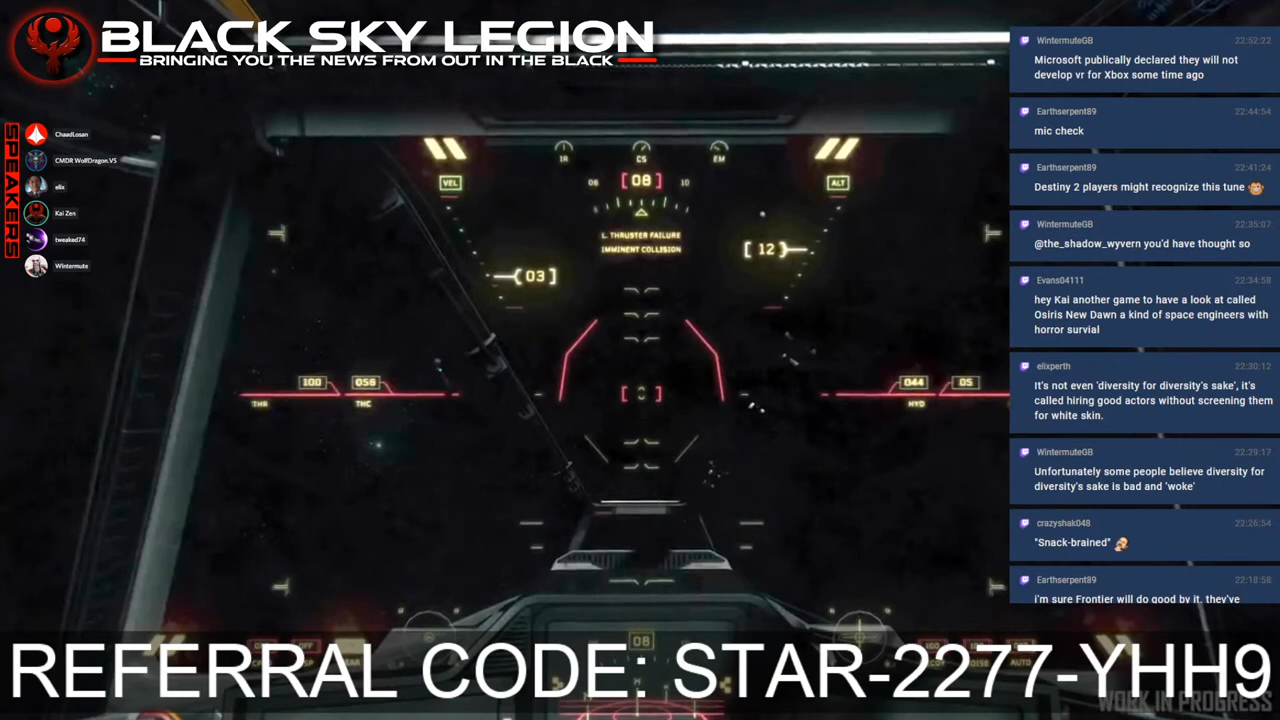 BLACK SKY LEGION
BRINGING YOU THE NEWS FROM OUT IN THE BLACK
SPEAKERS
ChaadLosan
CMDR WolfDragon.VS
elix
Kai Zen
tweaked74
Wintermute
IR
CS
EM
VEL
ALT
06
[08]
10
L. THRUSTER FAILURE
IMMINENT COLLISION
[12]
(03]
100
058
044
05
THR
THC
HYD
08
AUTO
WintermuteGB
22:52:22
Microsoft publically declared they will not
develop vr for Xbox some time ago
Earthserpent89
22:44:54
mic check
Earthserpent89
22:41:24
Destiny 2 players might recognize this tune
WintermuteGB
22:35:07
@the_shadow_wyvern you'd have thought so
Evans04111
22:34:58
hey Kai another game to have a look at called
Osiris New Dawn a kind of space engineers with
horror survial
elixperth
22:30:12
It's not even 'diversity for diversity's sake', it's
called hiring good actors without screening them
for white skin.
WintermuteGB
22:29:17
Unfortunately some people believe diversity for
diversity's sake is bad and 'woke'
crazyshak048
22:26:54
"Snack-brained"
Earthserpent89
22:18:58
i'm sure Frontier will do good by it, they've
REFERRAL CODE: STAR-2277-YHH9
WORK IN PROGRESS